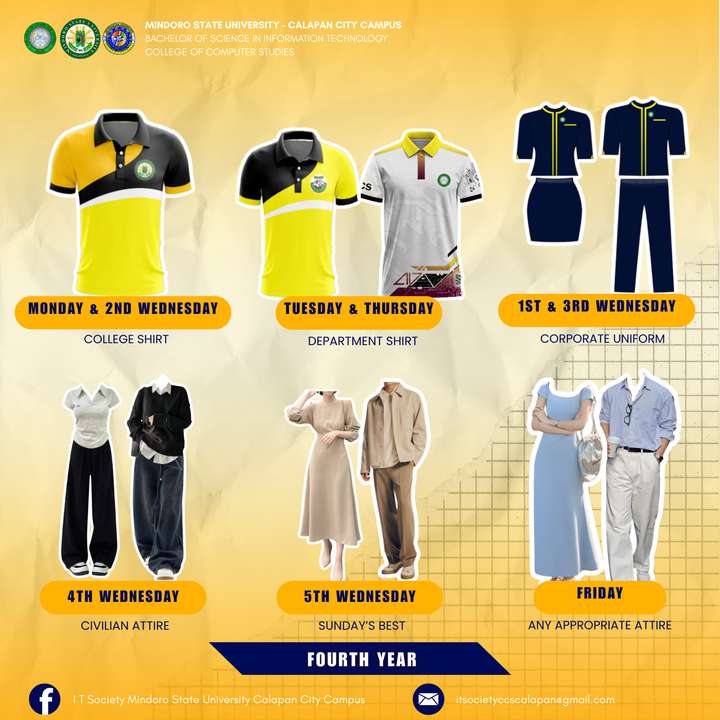 MINDORO STATE UNIVERSITY - CALAPAN CITY CAMPUS
BACHELOR OF SCIENCE IN INFORMATION TECHNOLOGY
COLLEGE OF COMPUTER STUDIES
CS
MONDAY & 2ND WEDNESDAY
COLLEGE SHIRT
TUESDAY & THURSDAY
DEPARTMENT SHIRT
1ST & 3RD WEDNESDAY
CORPORATE UNIFORM
4TH WEDNESDAY
CIVILIAN ATTIRE
5TH WEDNESDAY
SUNDAY'S BEST
FRIDAY
ANY APPROPRIATE ATTIRE
FOURTH YEAR
I T Society Mindoro State University Calapan City Campus
itsocietyccscalapan@gmail.com